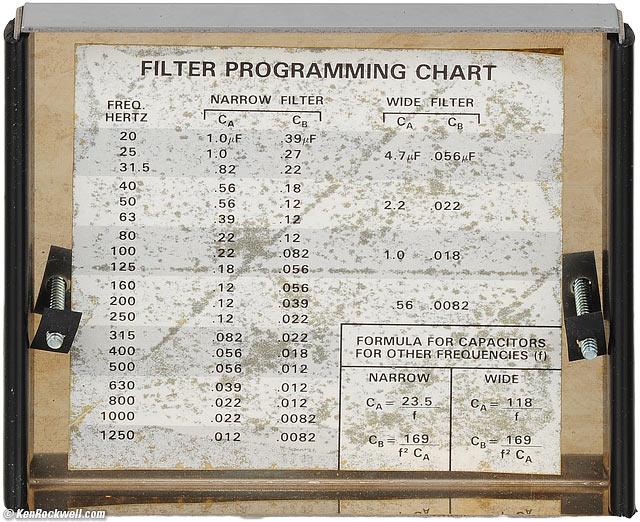 FILTER PROGRAMMING CHART
FREQ. HERTZ NARROW FILTER WIDE FILTER
CA CB CA CB
20 1.0µF .39µF
25 1.0 .27 4.7µF .056µF
31.5 .82 .22
40 .56 .18
50 .56 .12 2.2 .022
63 .39 .12
80 .22 .12
100 .22 .082 1.0 .018
125 .18 .056
160 .12 .056
200 .12 .039 .56 .0082
250 .12 .022
315 .082 .022
400 .056 .018
500 .056 .012
630 .039 .012
800 .022 .012
1000 .022 .0082
1250 .012 .0082
FORMULA FOR CAPACITORS
FOR OTHER FREQUENCIES (f)
NARROW WIDE
CA = 23.5 / f CA = 118 / f
CB = 169 / f² CA CB = 169 / f² CA
© KenRockwell.com